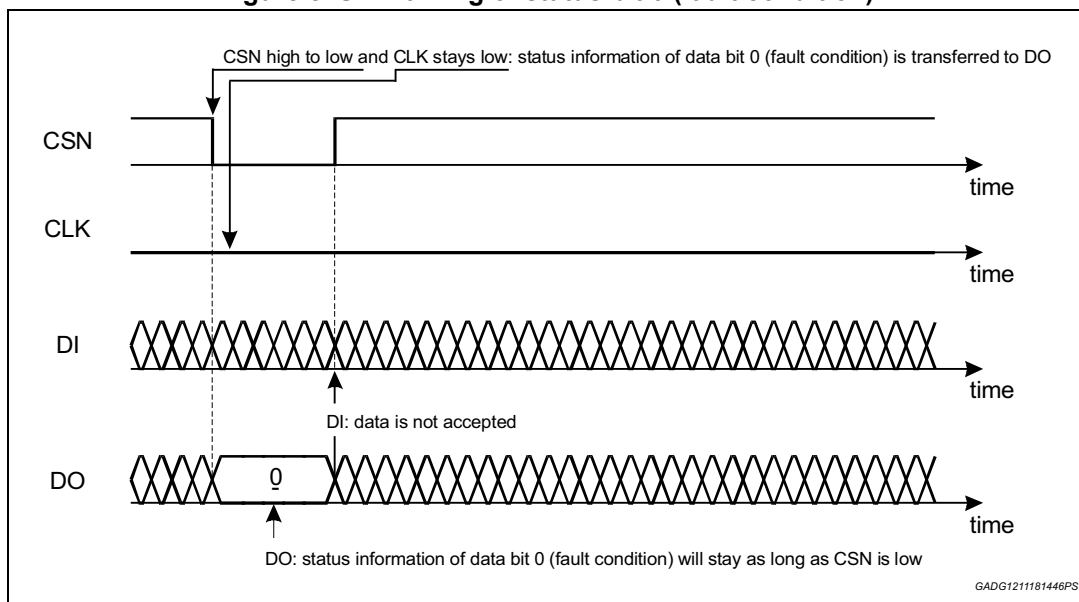 CSN high to low and CLK stays low: status information of data bit 0 (fault condition) is transferred to DO
CSN
time
CLK
time
DI
time
DI: data is not accepted
DO
0
time
DO: status information of data bit 0 (fault condition) will stay as long as CSN is low
GADG1211181446PS